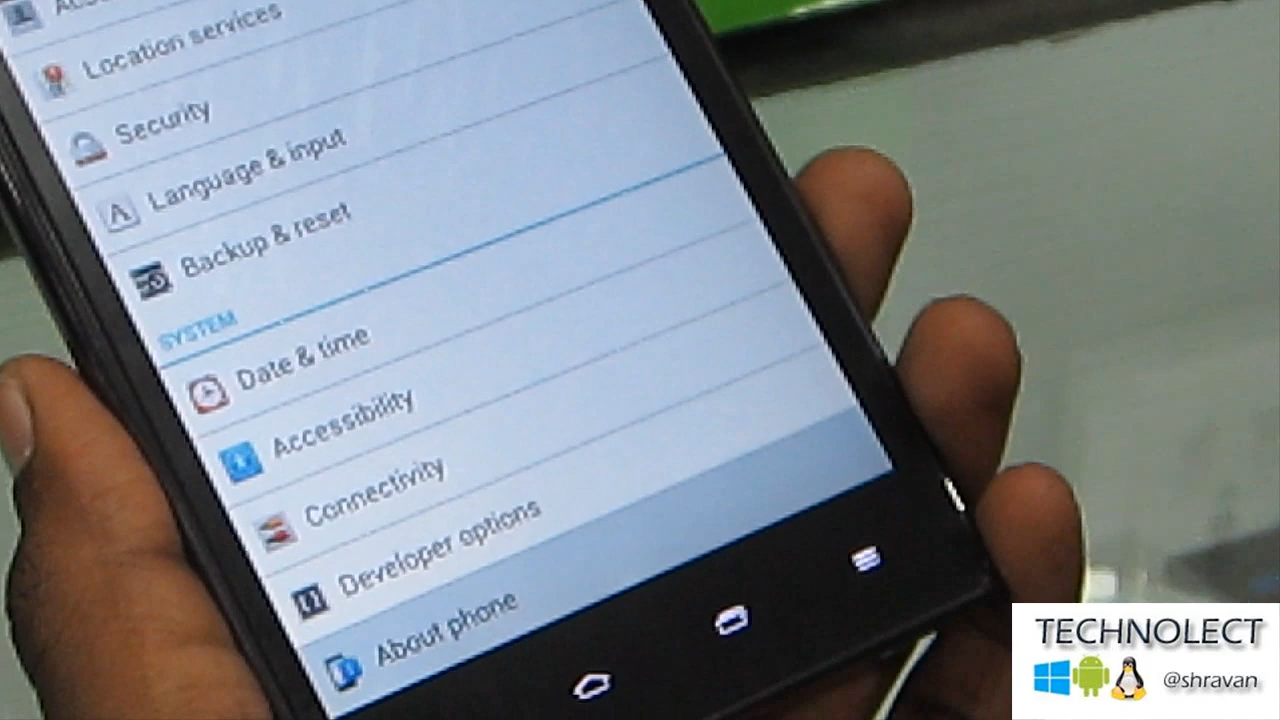 Location services
Security
Language & input
Backup & reset
SYSTEM
Date & time
Accessibility
Connectivity
Developer options
About phone
TECHNOLECT
@shravan